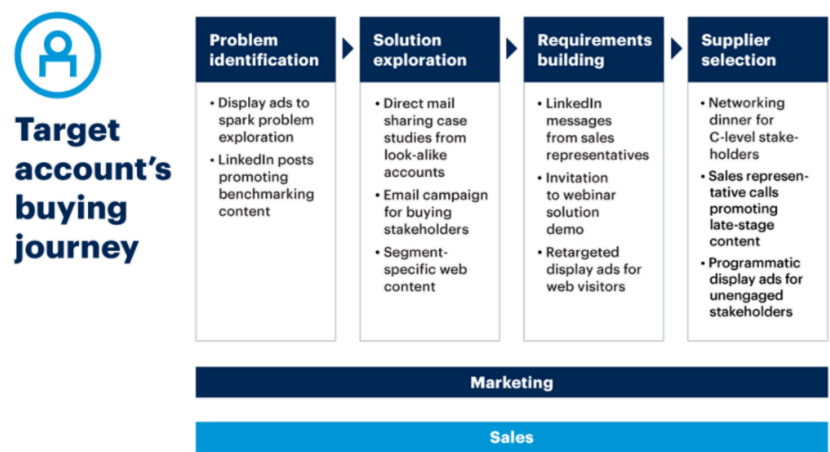 Target
account's
buying
journey
Problem
identification
• Display ads to
spark problem
exploration
• LinkedIn posts
promoting
benchmarking
content
Solution
exploration
• Direct mail
sharing case
studies from
look-alike
accounts
• Email campaign
for buying
stakeholders
• Segment-
specific web
content
Requirements
building
• LinkedIn
messages
from sales
representatives
• Invitation
to webinar
solution
demo
• Retargeted
display ads for
web visitors
Supplier
selection
• Networking
dinner for
C-level stake-
holders
• Sales represen-
tative calls
promoting
late-stage
content
• Programmatic
display ads for
unengaged
stakeholders
Marketing
Sales